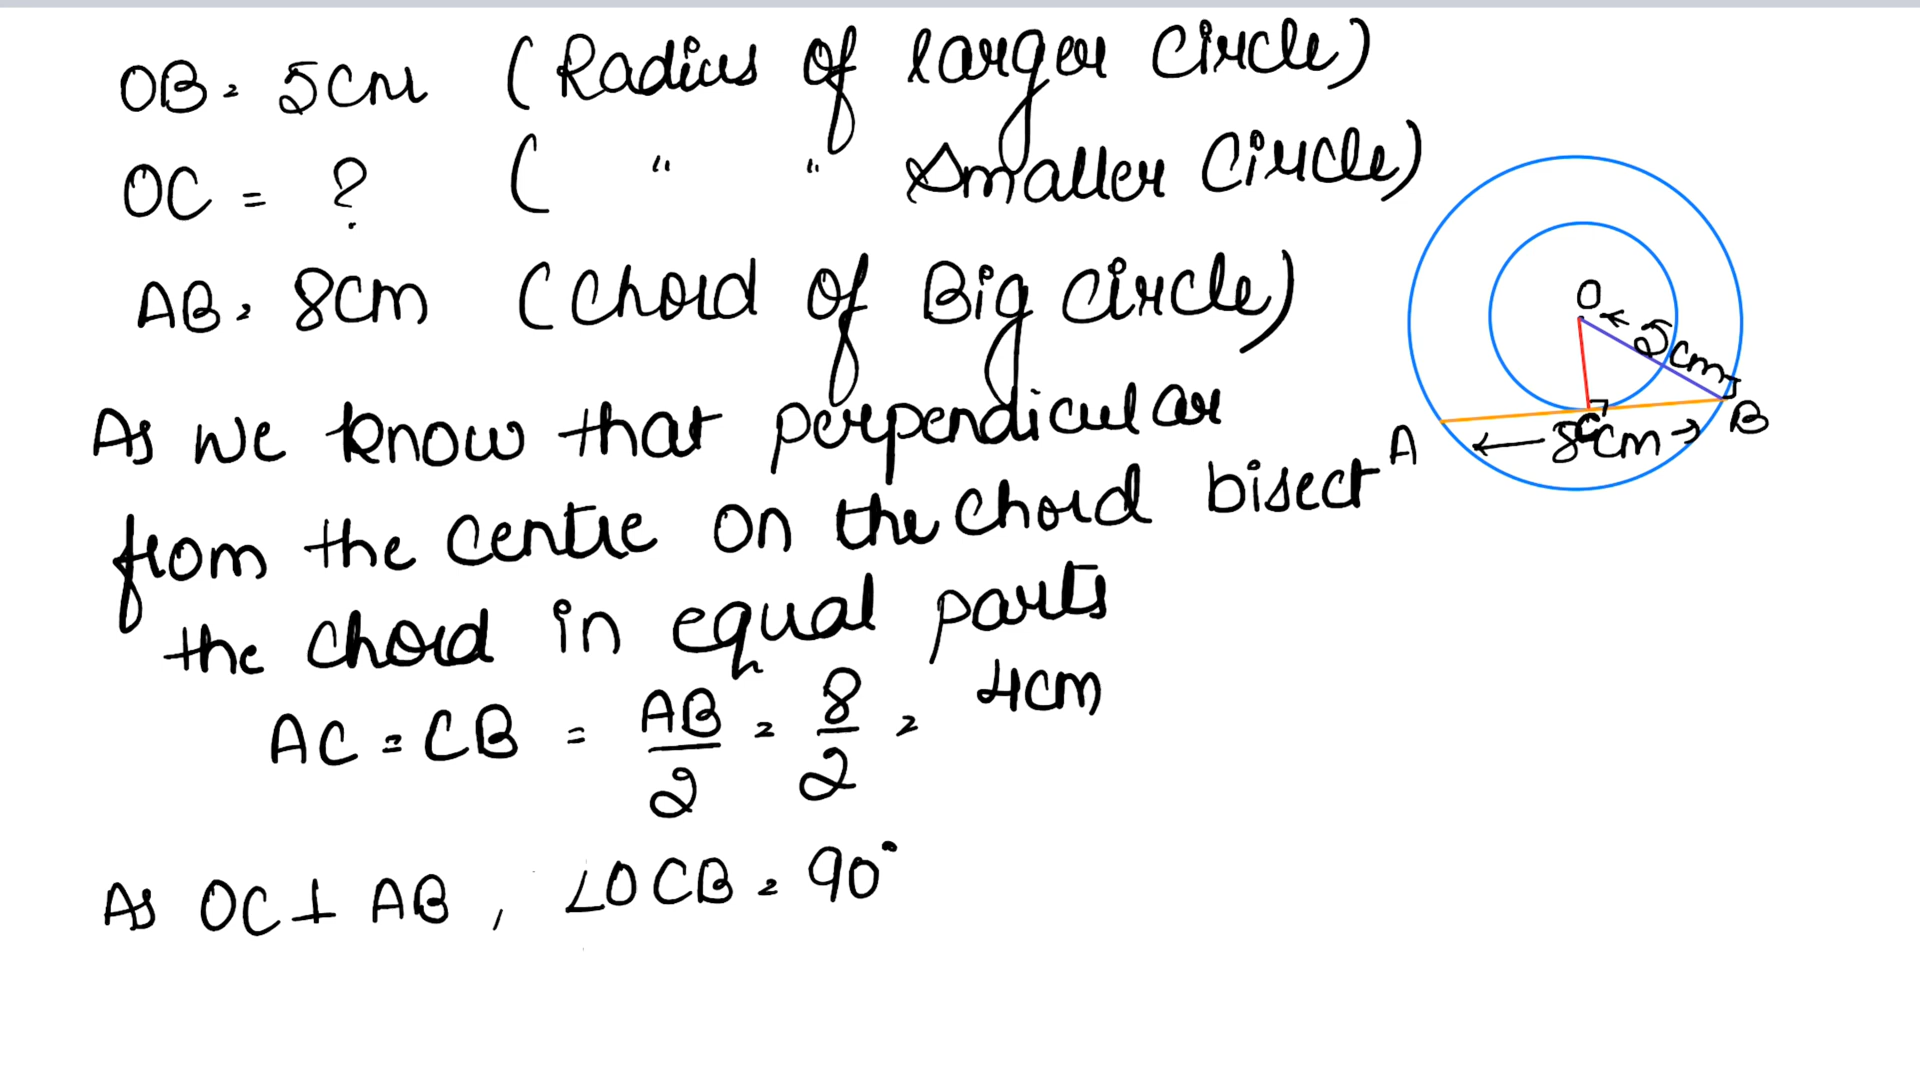 OB = 5cm (Radius of larger circle)
OC = ? ( " " Smaller Circle)
AB = 8cm (Chord of Big circle)
As we know that perpendicular
from the centre on the chord bisect
the chord in equal parts
AC = CB = AB/2 = 8/2 = 4cm
As OC ⊥ AB, ∠OCB = 90°
O
5cm
B
C
8cm
A